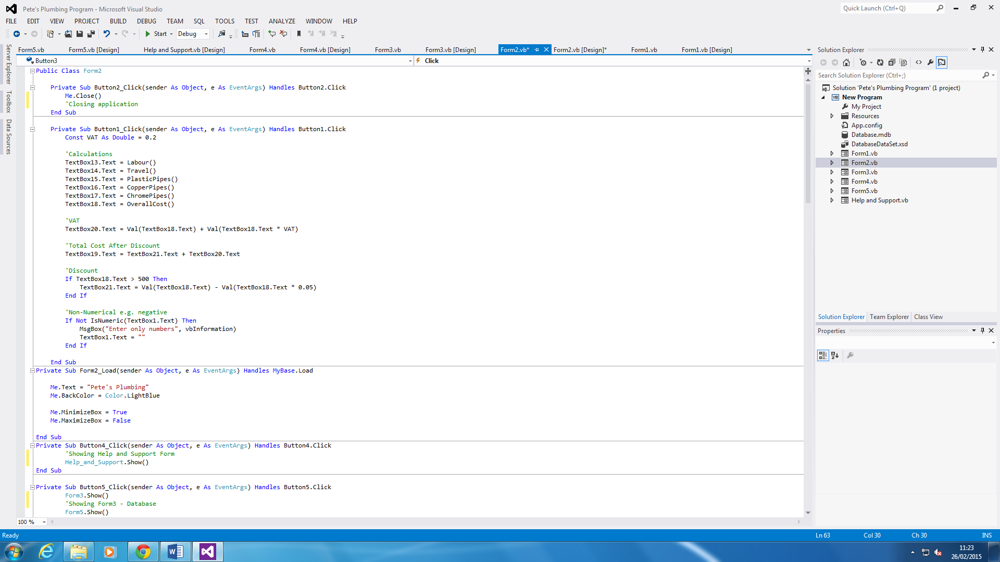 Pete's Plumbing Program - Microsoft Visual Studio
Quick Launch (Ctrl+Q)
FILE EDIT VIEW PROJECT BUILD DEBUG TEAM SQL TOOLS TEST ANALYZE WINDOW HELP
Start Debug
Form5.vb Form5.vb [Design] Help and Support.vb [Design] Form4.vb Form4.vb [Design] Form3.vb Form3.vb [Design] Form2.vb* Form2.vb [Design]* Form1.vb Form1.vb [Design]
Button3 Click
Server Explorer
Toolbox
Data Sources
Public Class Form2
Private Sub Button2_Click(sender As Object, e As EventArgs) Handles Button2.Click
Me.Close()
'Closing application
End Sub
Private Sub Button1_Click(sender As Object, e As EventArgs) Handles Button1.Click
Const VAT As Double = 0.2
'Calculations
TextBox13.Text = Labour()
TextBox14.Text = Travel()
TextBox15.Text = PlasticPipes()
TextBox16.Text = CopperPipes()
TextBox17.Text = ChromePipes()
TextBox18.Text = OverallCost()
'VAT
TextBox20.Text = Val(TextBox18.Text) + Val(TextBox18.Text * VAT)
'Total Cost After Discount
TextBox19.Text = TextBox21.Text + TextBox20.Text
'Discount
If TextBox18.Text > 500 Then
TextBox21.Text = Val(TextBox18.Text) - Val(TextBox18.Text * 0.05)
End If
'Non-Numerical e.g. negative
If Not IsNumeric(TextBox1.Text) Then
MsgBox("Enter only numbers", vbInformation)
TextBox1.Text = ""
End If
End Sub
Private Sub Form2_Load(sender As Object, e As EventArgs) Handles MyBase.Load
Me.Text = "Pete's Plumbing"
Me.BackColor = Color.LightBlue
Me.MinimizeBox = True
Me.MaximizeBox = False
End Sub
Private Sub Button4_Click(sender As Object, e As EventArgs) Handles Button4.Click
'Showing Help and Support Form
Help_and_Support.Show()
End Sub
Private Sub Button5_Click(sender As Object, e As EventArgs) Handles Button5.Click
Form3.Show()
'Showing Form3 - Database
Form5.Show()
100 %
Solution Explorer
Search Solution Explorer (Ctrl+;)
Solution 'Pete's Plumbing Program' (1 project)
VB New Program
My Project
Resources
App.config
Database.mdb
DatabaseDataSet.xsd
Form1.vb
Form2.vb
Form3.vb
Form4.vb
Form5.vb
Help and Support.vb
Solution Explorer Team Explorer Class View
Properties
Ready Ln 63 Col 30 Ch 30 INS
11:23
26/02/2015